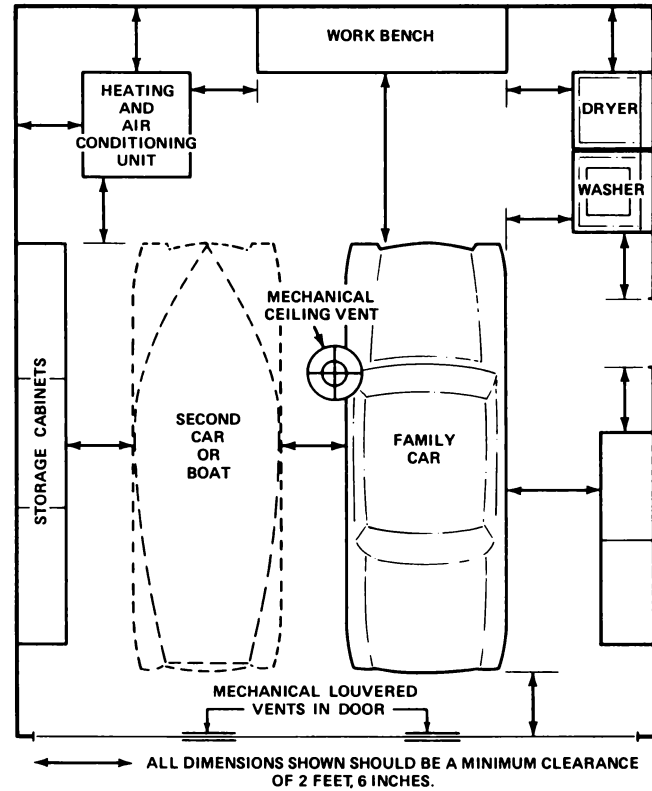 WORK BENCH
HEATING
AND
AIR
CONDITIONING
UNIT
DRYER
WASHER
MECHANICAL
CEILING VENT
STORAGE CABINETS
SECOND
CAR
OR
BOAT
FAMILY
CAR
MECHANICAL LOUVERED
VENTS IN DOOR
ALL DIMENSIONS SHOWN SHOULD BE A MINIMUM CLEARANCE
OF 2 FEET, 6 INCHES.